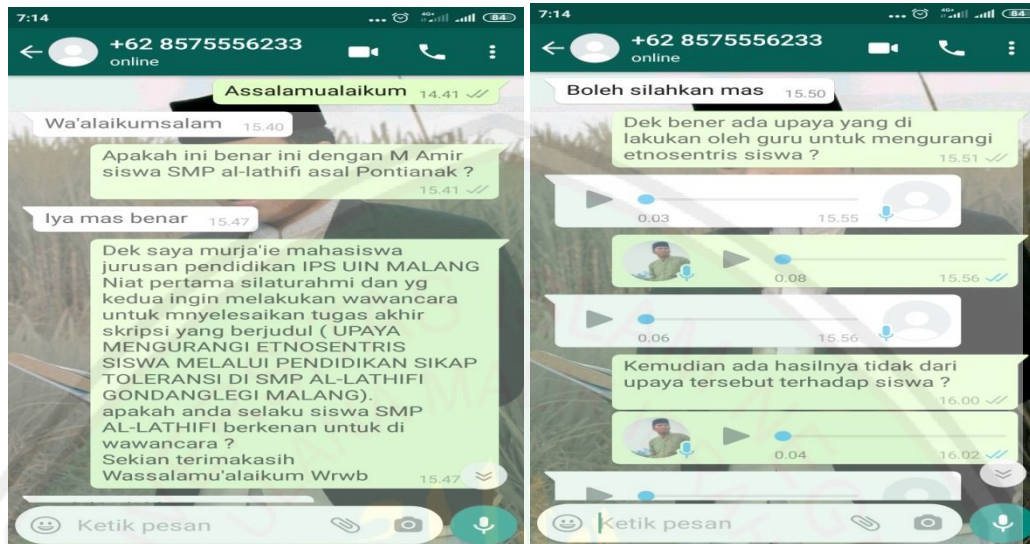 7:14
84
+62 8575556233
online
Assalamualaikum 14.41
Wa'alaikumsalam 15.40
Apakah ini benar ini dengan M Amir
siswa SMP al-lathifi asal Pontianak ?
15.41
Iya mas benar 15.47
Dek saya murja'ie mahasiswa
jurusan pendidikan IPS UIN MALANG
Niat pertama silaturahmi dan yg
kedua ingin melakukan wawancara
untuk mnyelesaikan tugas akhir
skripsi yang berjudul ( UPAYA
MENGURANGI ETNOSENTRIS
SISWA MELALUI PENDIDIKAN SIKAP
TOLERANSI DI SMP AL-LATHIFI
GONDANGLEGI MALANG).
apakah anda selaku siswa SMP
AL-LATHIFI berkenan untuk di
wawancara ?
Sekian terimakasih
Wassalamu'alaikum Wrwb 15.47
Ketik pesan
7:14
84
+62 8575556233
online
Boleh silahkan mas 15.50
Dek bener ada upaya yang di
lakukan oleh guru untuk mengurangi
etnosentris siswa ? 15.51
0.03 15.55
0.08 15.56
0.06 15.56
Kemudian ada hasilnya tidak dari
upaya tersebut terhadap siswa ?
16.00
0.04 16.02
Ketik pesan